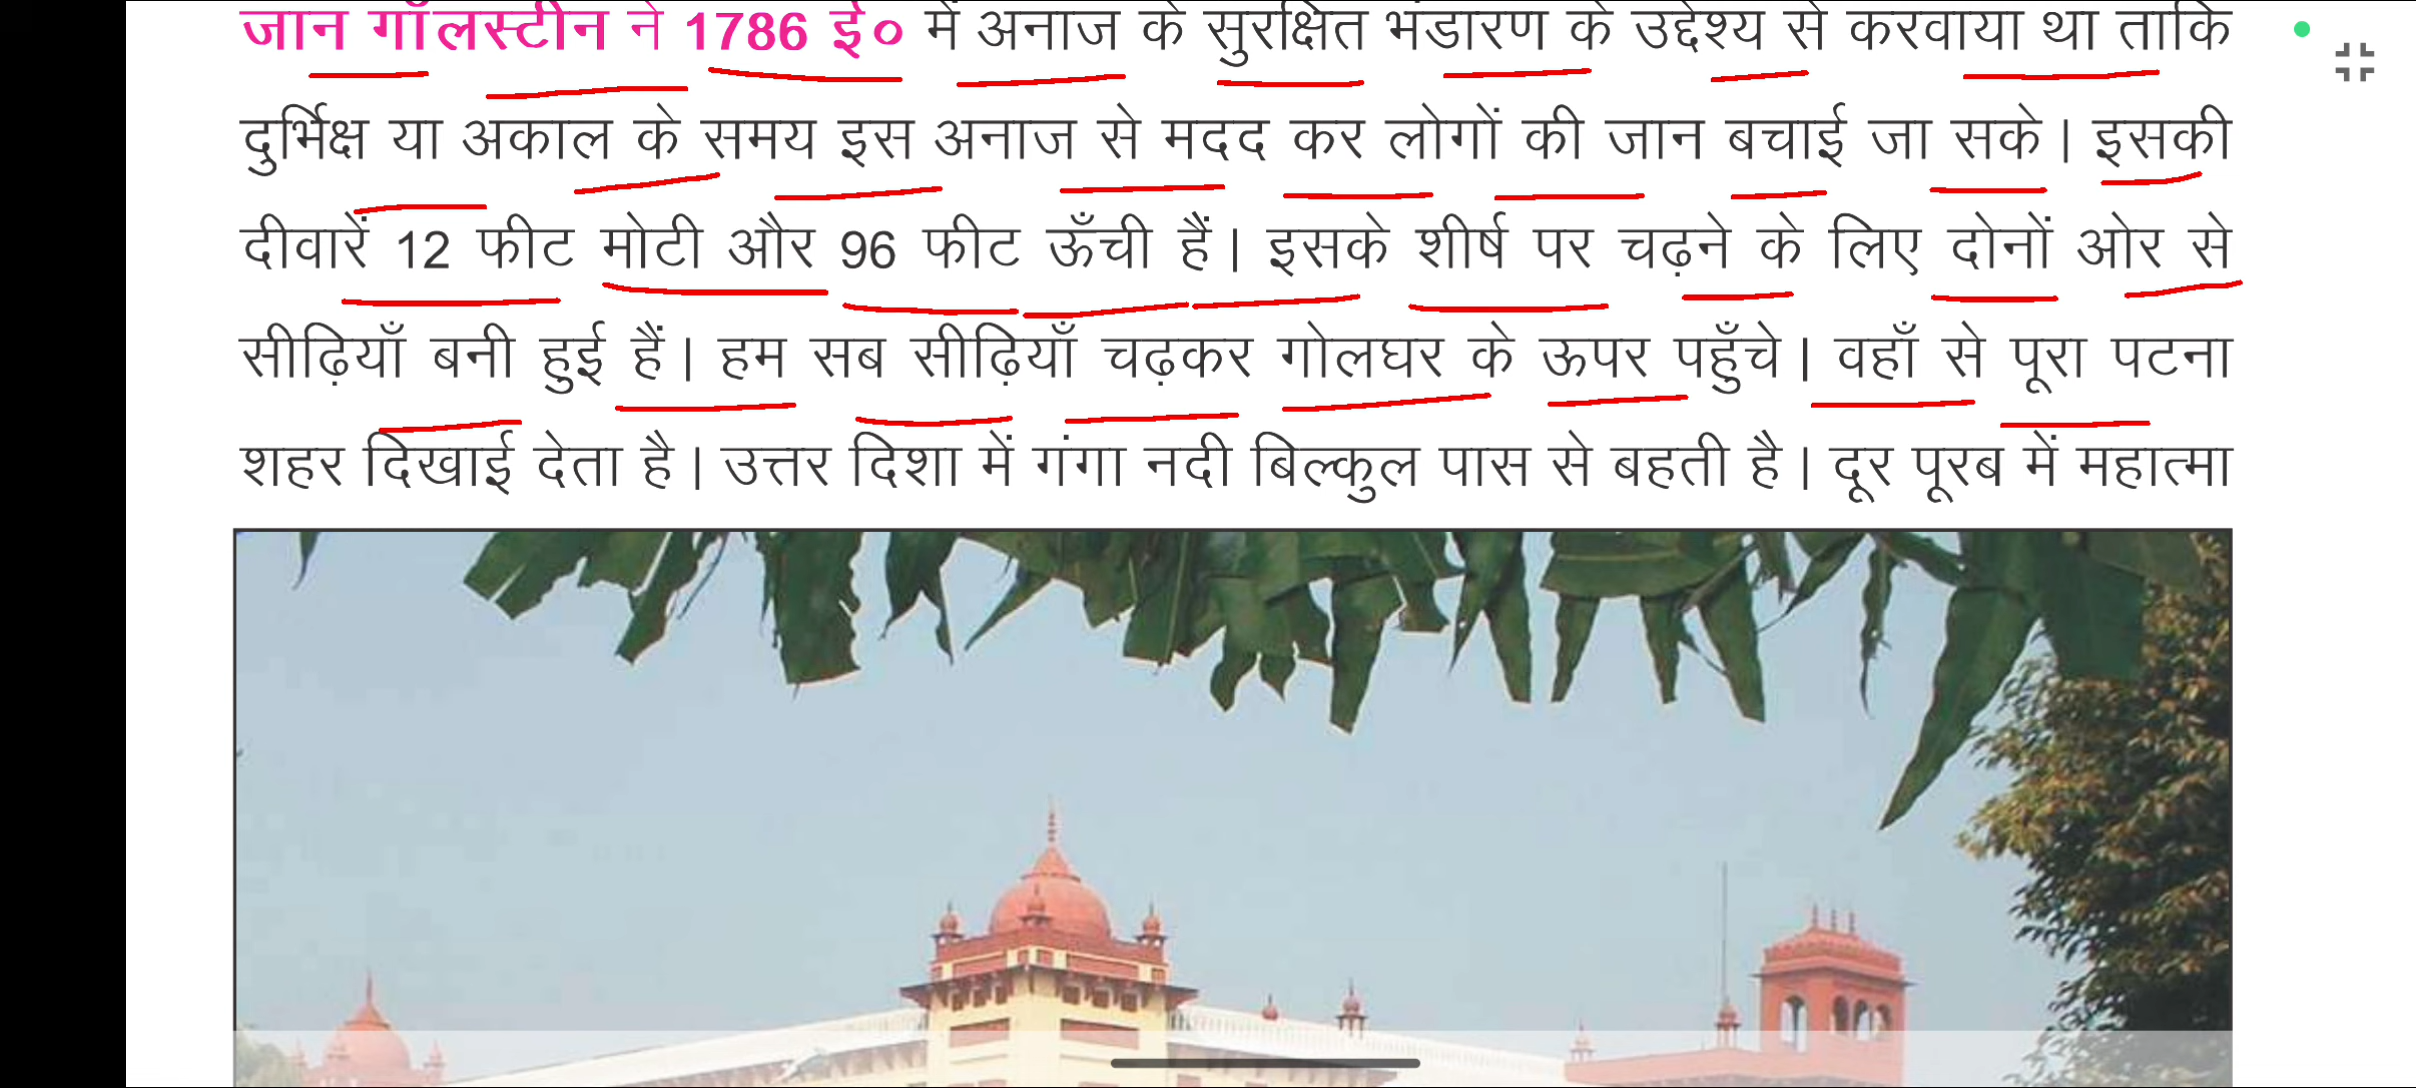 जान गॉलस्टीन ने 1786 ई० में अनाज के सुरक्षित भंडारण के उद्देश्य से करवाया था ताकि
दुर्भिक्ष या अकाल के समय इस अनाज से मदद कर लोगों की जान बचाई जा सके। इसकी
दीवारें 12 फीट मोटी और 96 फीट ऊँची हैं। इसके शीर्ष पर चढ़ने के लिए दोनों ओर से
सीढ़ियाँ बनी हुई हैं। हम सब सीढ़ियाँ चढ़कर गोलघर के ऊपर पहुँचे। वहाँ से पूरा पटना
शहर दिखाई देता है। उत्तर दिशा में गंगा नदी बिल्कुल पास से बहती है। दूर पूरब में महात्मा